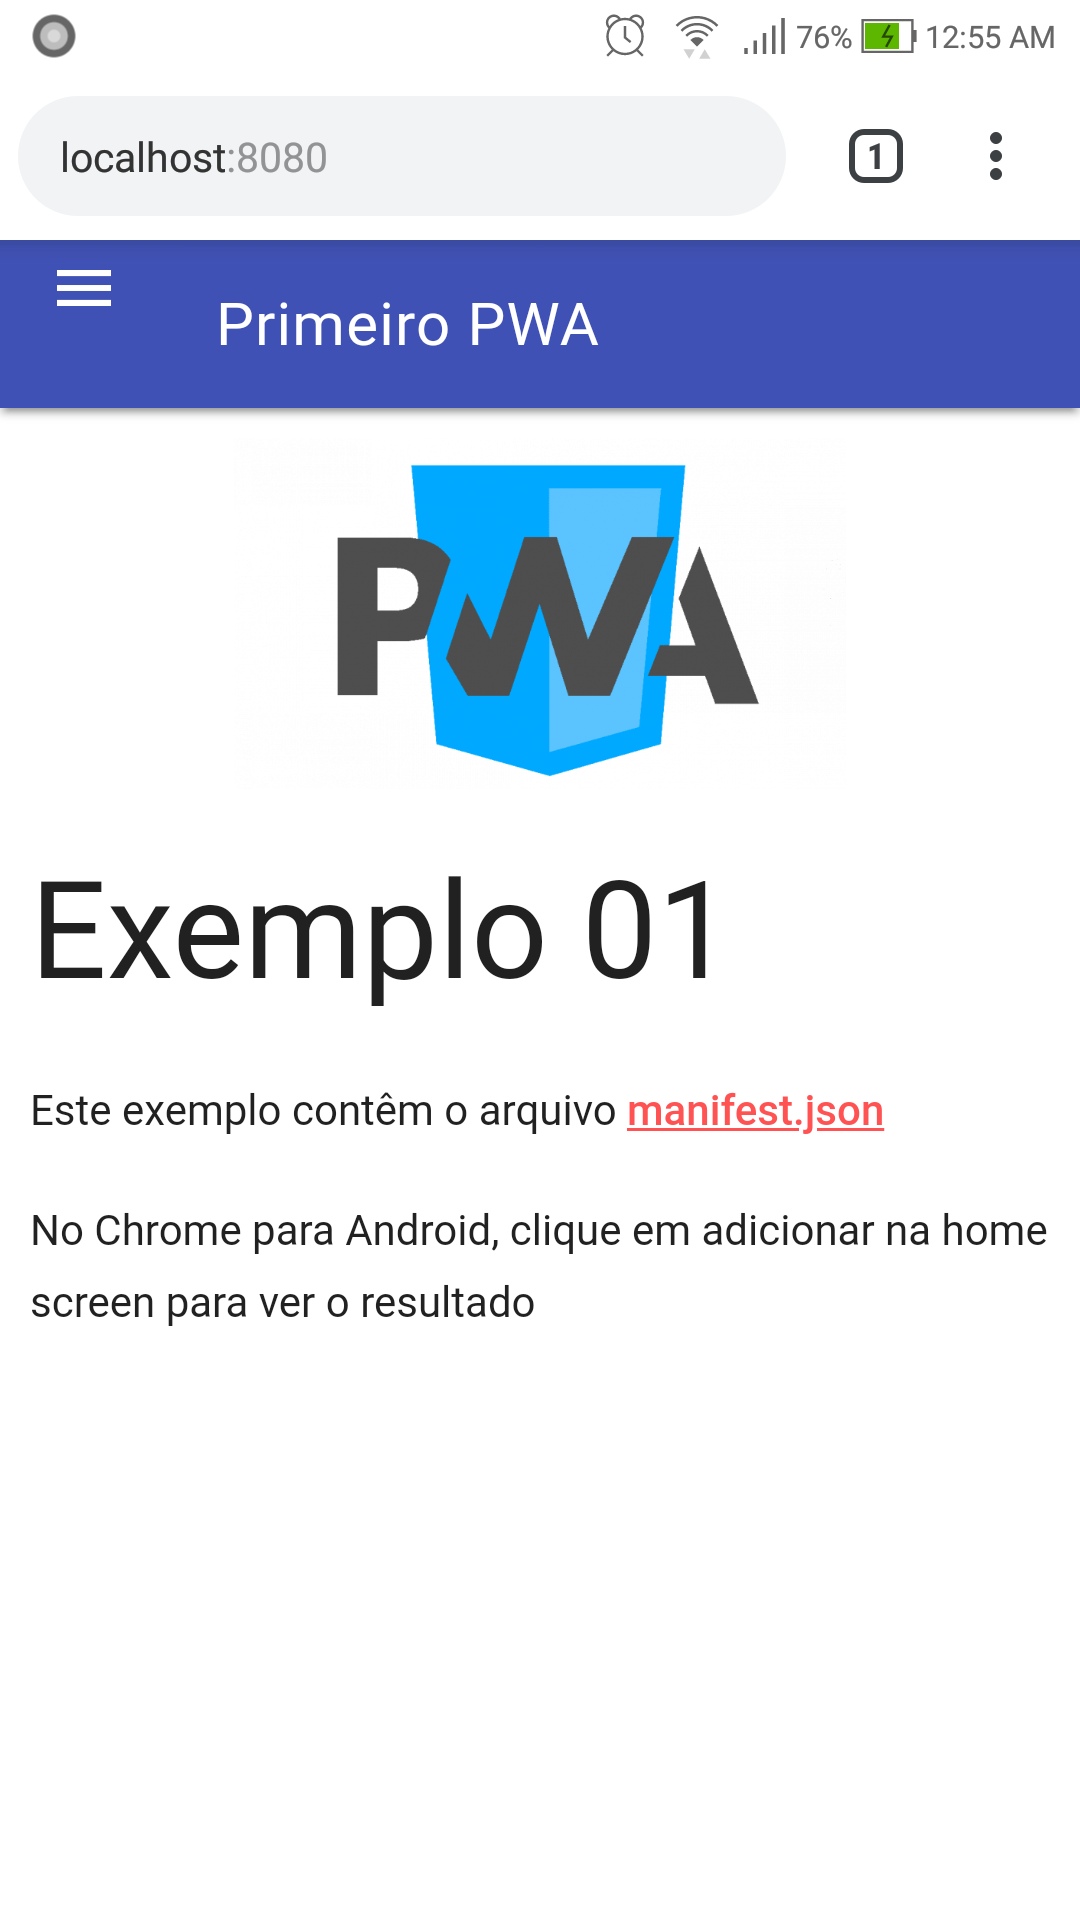 76% 12:55 AM
localhost:8080 1
Primeiro PWA
PWA
Exemplo 01
Este exemplo contêm o arquivo manifest.json
No Chrome para Android, clique em adicionar na home
screen para ver o resultado